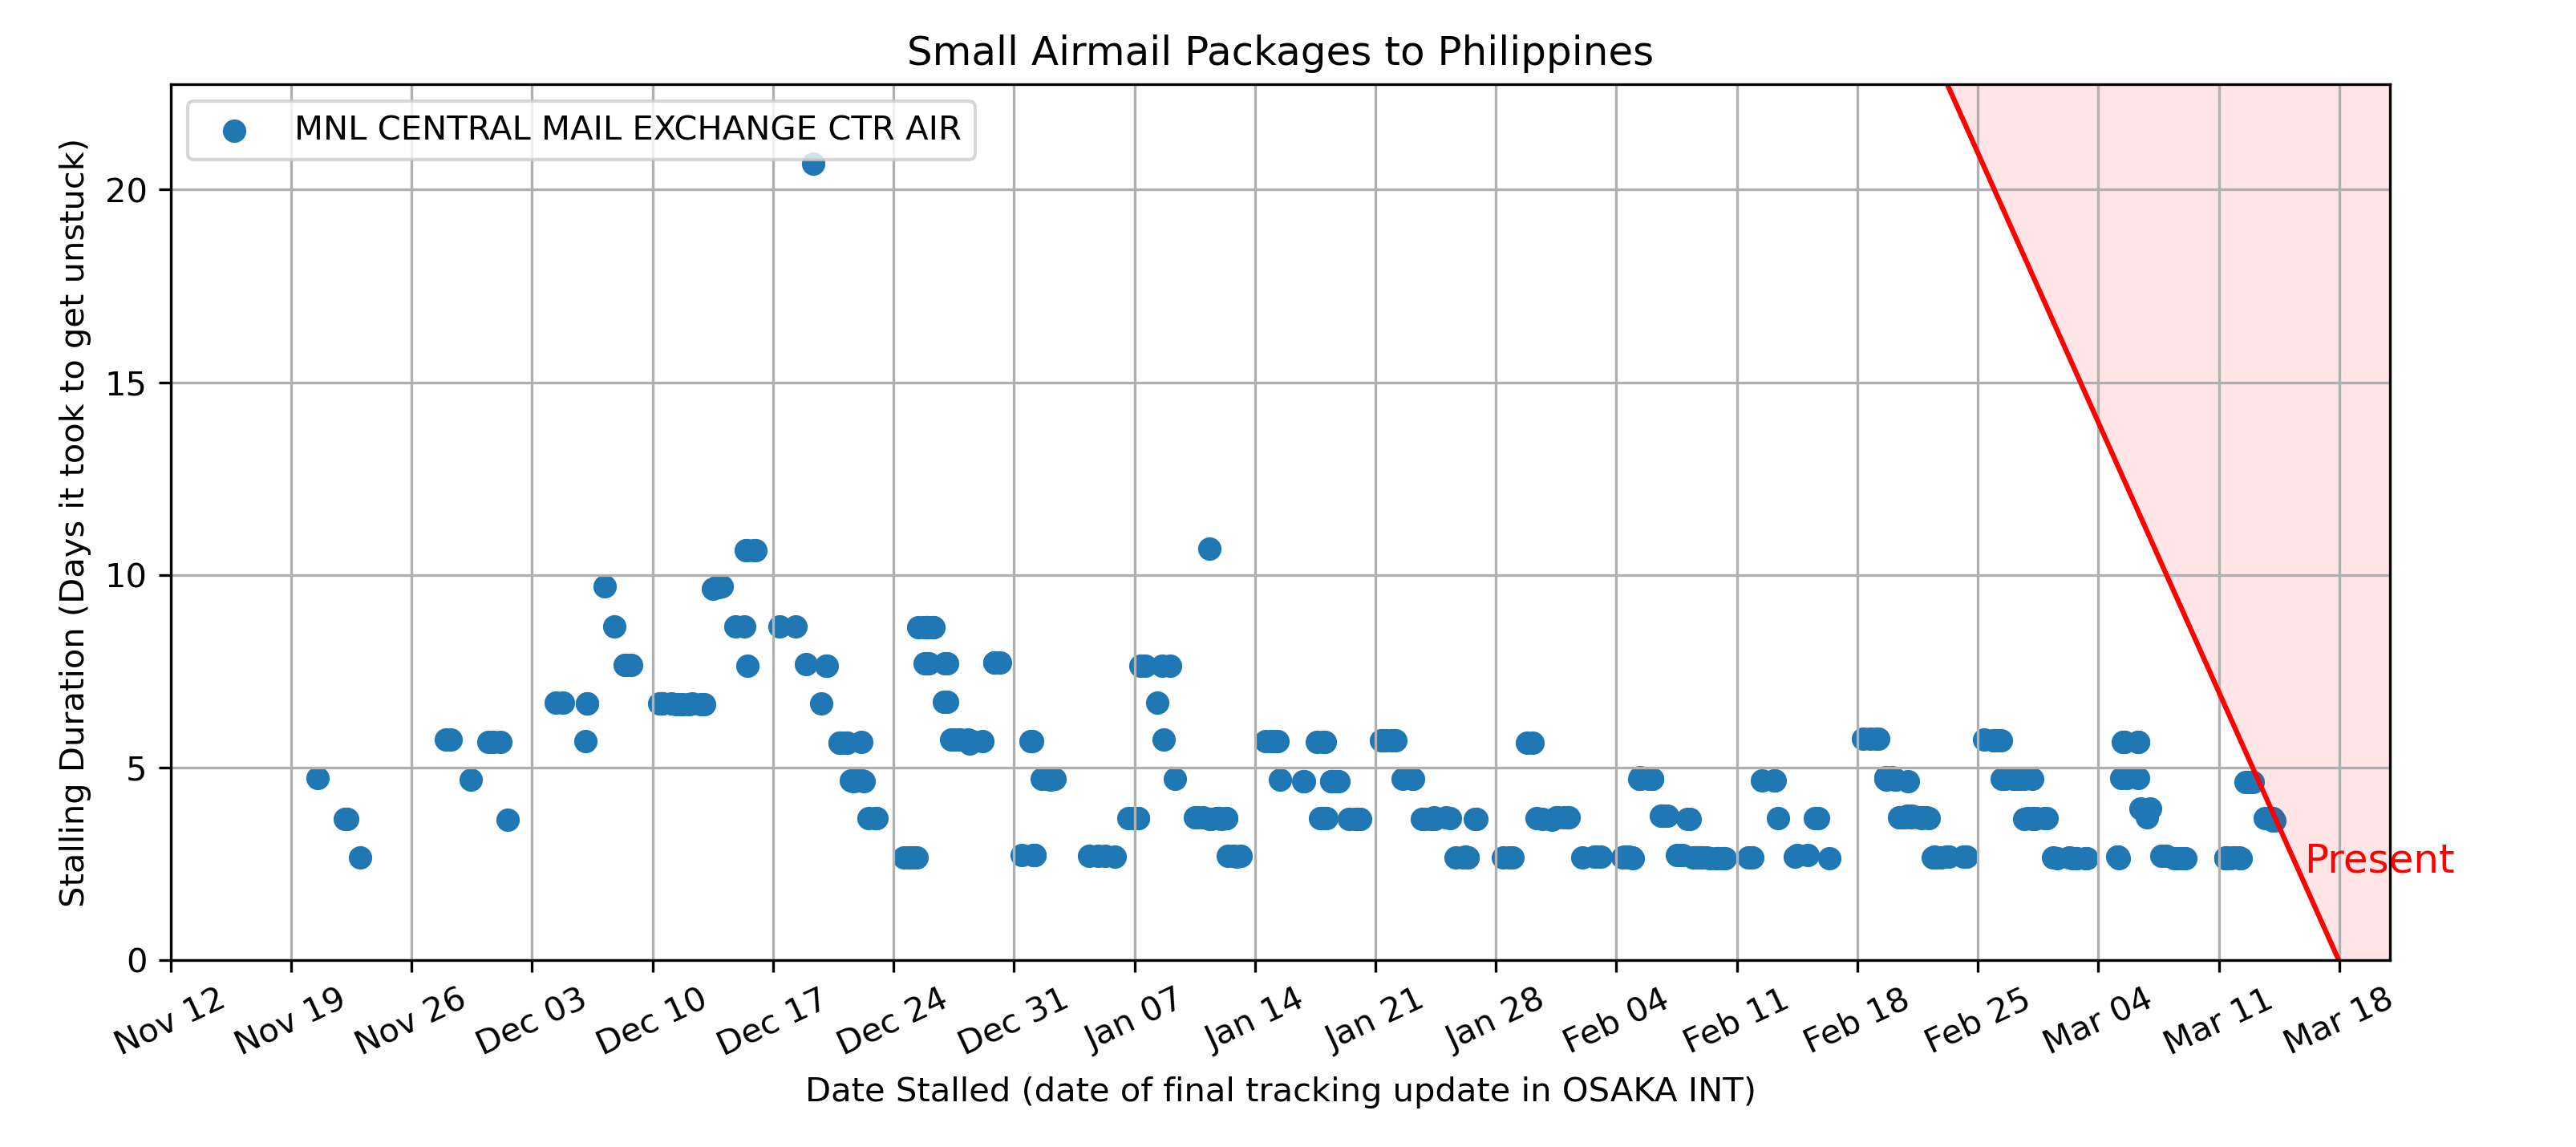 Small Airmail Packages to Philippines
MNL CENTRAL MAIL EXCHANGE CTR AIR
Stalling Duration (Days it took to get unstuck)
20
15
10
5
0
Present
Nov 12 Nov 19 Nov 26 Dec 03 Dec 10 Dec 17 Dec 24 Dec 31 Jan 07 Jan 14 Jan 21 Jan 28 Feb 04 Feb 11 Feb 18 Feb 25 Mar 04 Mar 11 Mar 18
Date Stalled (date of final tracking update in OSAKA INT)